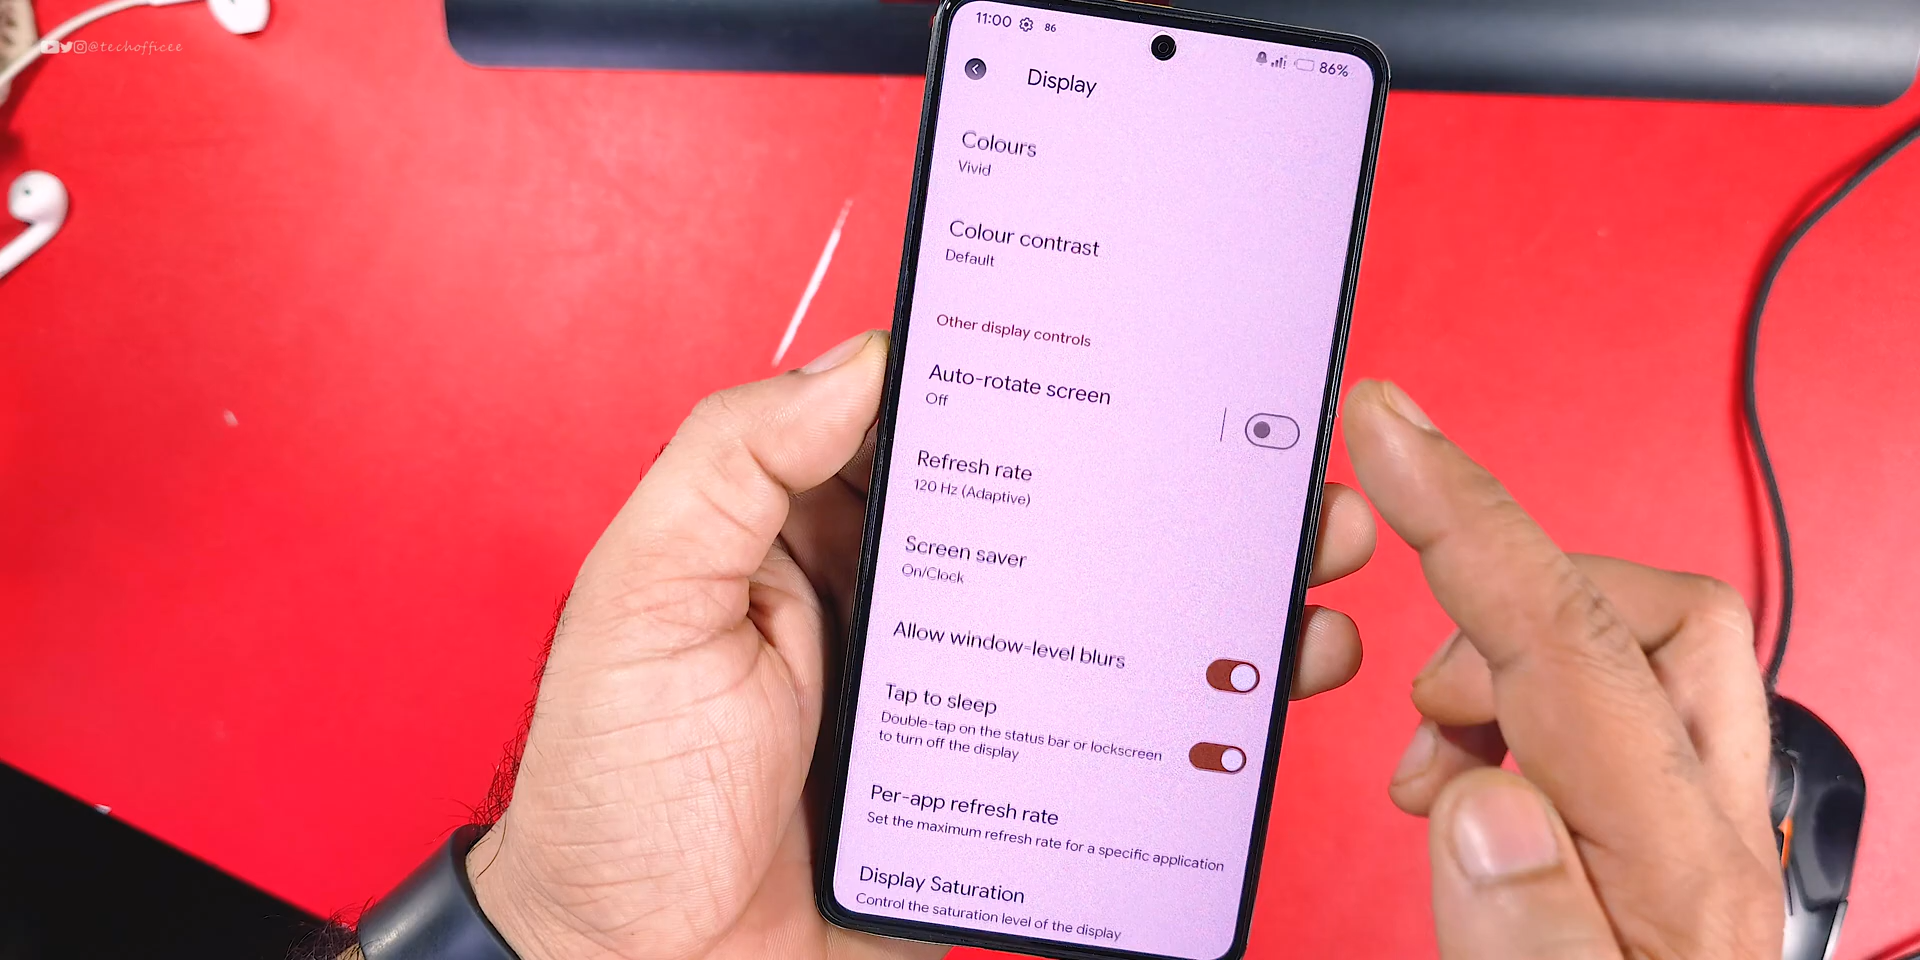 @techofficee
11:00 86 86%
Display
Colours
Vivid
Colour contrast
Default
Other display controls
Auto-rotate screen
Off
Refresh rate
120 Hz (Adaptive)
Screen saver
On/Clock
Allow window-level blurs
Tap to sleep
Double-tap on the status bar or lockscreen
to turn off the display
Per-app refresh rate
Set the maximum refresh rate for a specific application
Display Saturation
Control the saturation level of the display